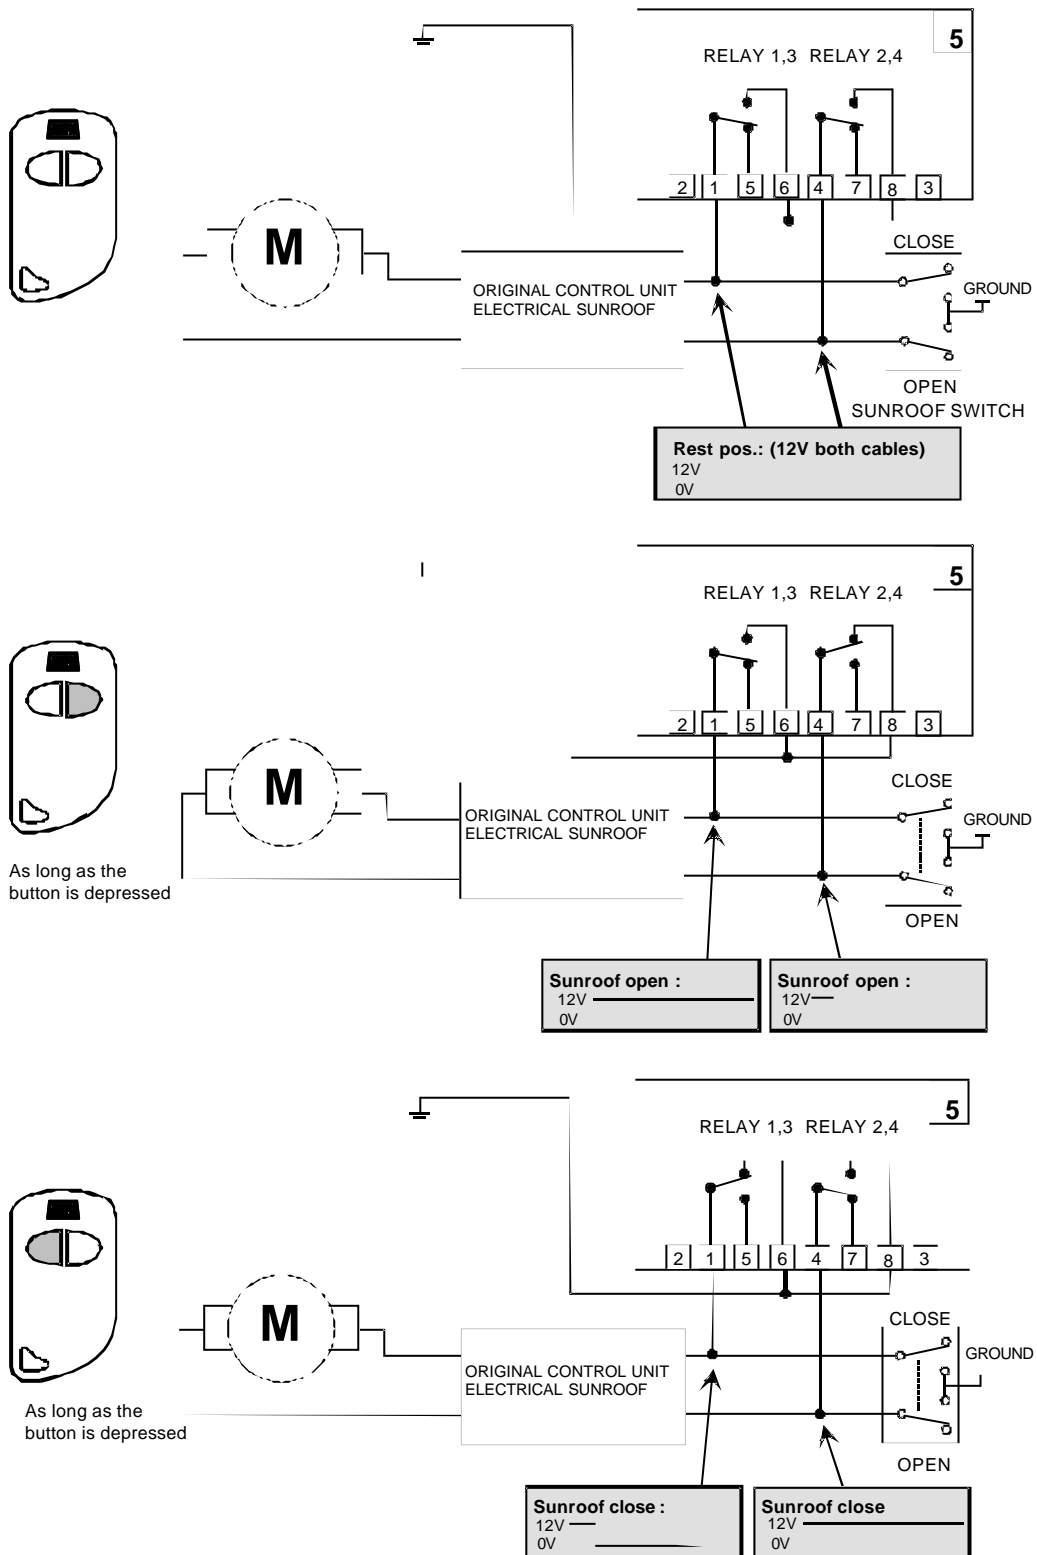 5
RELAY 1,3 RELAY 2,4
2 1 5 6 4 7 8 3
M
CLOSE
ORIGINAL CONTROL UNIT
ELECTRICAL SUNROOF
GROUND
OPEN
SUNROOF SWITCH
Rest pos.: (12V both cables)
12V
0V
5
RELAY 1,3 RELAY 2,4
2 1 5 6 4 7 8 3
M
CLOSE
ORIGINAL CONTROL UNIT
ELECTRICAL SUNROOF
GROUND
As long as the
button is depressed
OPEN
Sunroof open :
12V
0V
Sunroof open :
12V
0V
5
RELAY 1,3 RELAY 2,4
2 1 5 6 4 7 8 3
M
CLOSE
ORIGINAL CONTROL UNIT
ELECTRICAL SUNROOF
GROUND
As long as the
button is depressed
OPEN
Sunroof close :
12V
0V
Sunroof close
12V
0V